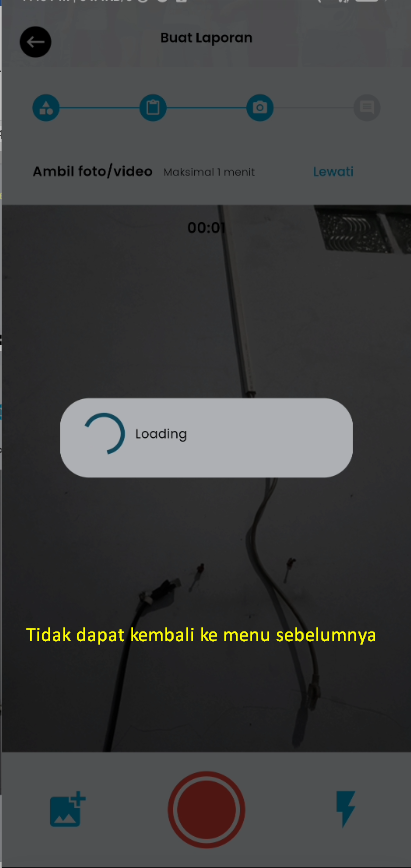 Buat Laporan
Ambil foto/video Maksimal 1 menit Lewati
00:01
Loading
Tidak dapat kembali ke menu sebelumnya